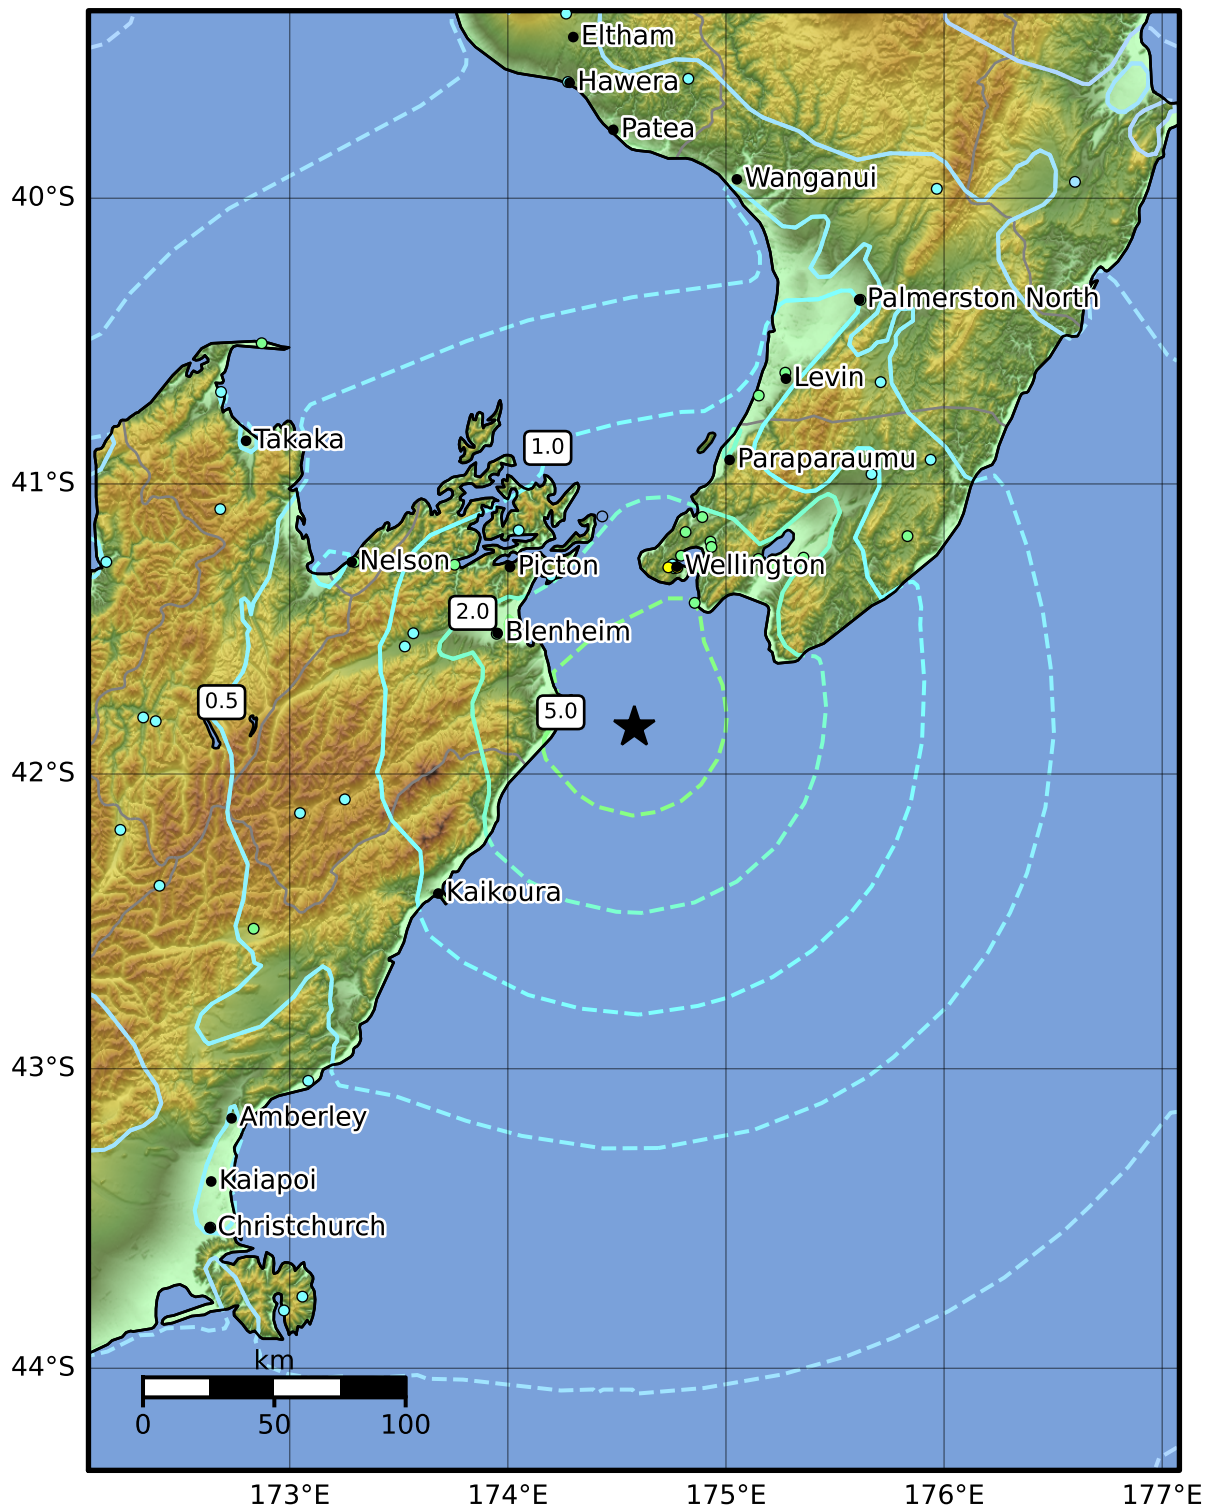 Eltham
Hawera
Patea
Wanganui
40°S
Palmerston North
Levin
Takaka
1.0
Paraparaumu
41°S
Nelson
Picton
Wellington
2.0
Blenheim
0.5
5.0
42°S
Kaikoura
43°S
Amberley
Kaiapoi
Christchurch
44°S
km
0 50 100
173°E 174°E 175°E 176°E 177°E